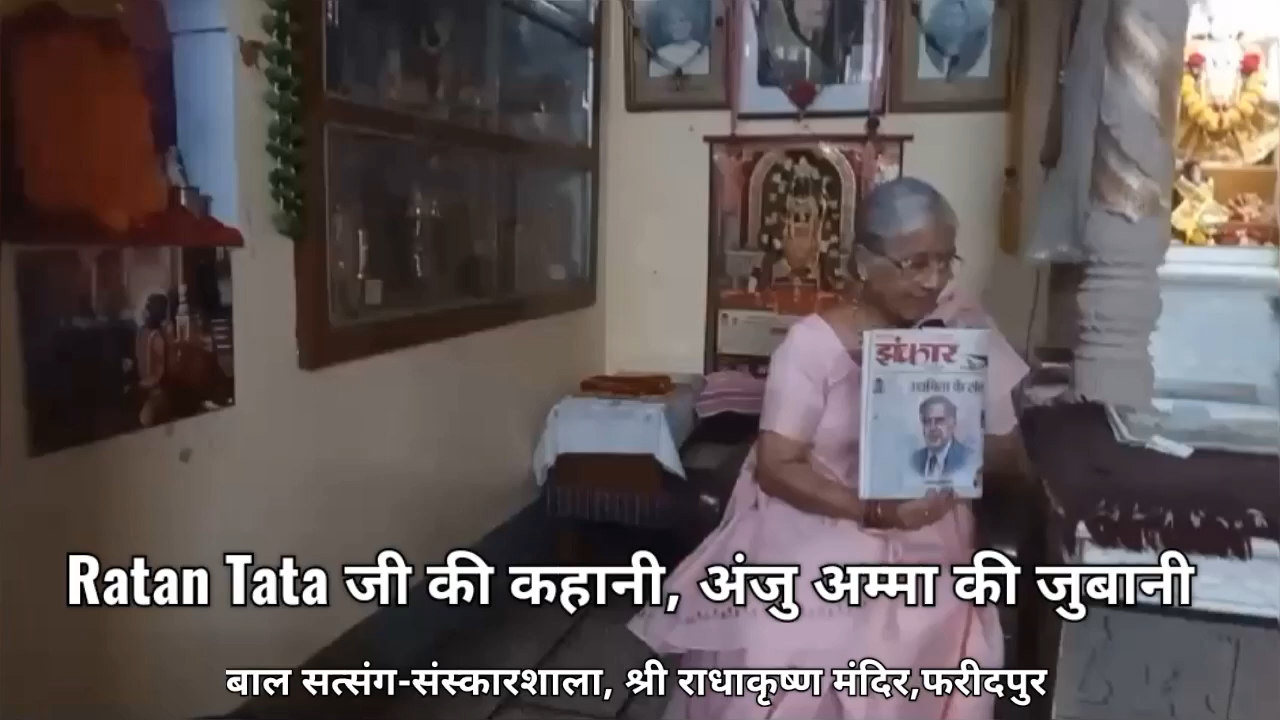 झंकार
Ratan Tata जी की कहानी, अंजु अम्मा की जुबानी
बाल सत्संग-संस्कारशाला, श्री राधाकृष्ण मंदिर,फरीदपुर